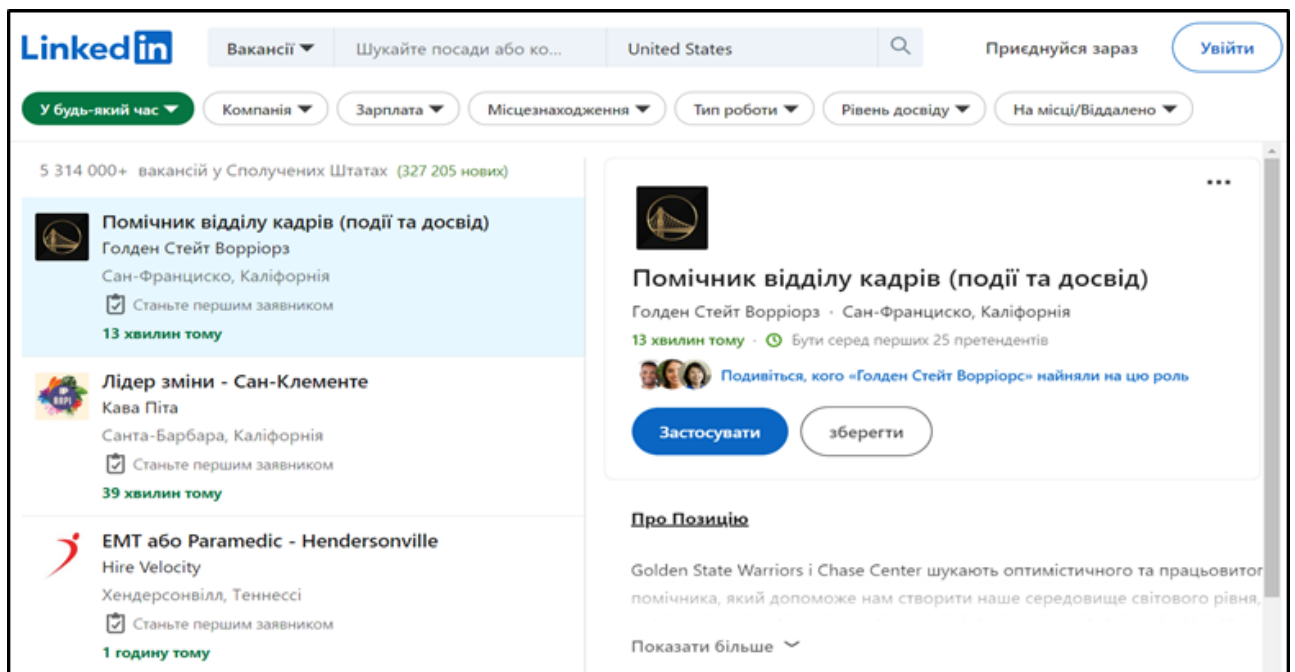 Linked in
Вакансії
Шукайте посади або ко...
United States
Приєднуйся зараз
Увійти
У будь-який час
Компанія
Зарплата
Місцезнаходження
Тип роботи
Рівень досвіду
На місці/Віддалено
5 314 000+ вакансій у Сполучених Штатах (327 205 нових)
Помічник відділу кадрів (події та досвід)
Голден Стейт Ворріорз
Сан-Франциско, Каліфорнія
Станьте першим заявником
13 хвилин тому
Лідер зміни - Сан-Клементе
Кава Піта
Санта-Барбара, Каліфорнія
Станьте першим заявником
39 хвилин тому
EMT або Paramedic - Hendersonville
Hire Velocity
Хендерсонвілл, Теннессі
Станьте першим заявником
1 годину тому
Помічник відділу кадрів (події та досвід)
Голден Стейт Ворріорз · Сан-Франциско, Каліфорнія
13 хвилин тому · Бути серед перших 25 претендентів
Подивіться, кого «Голден Стейт Ворріорс» найняли на цю роль
Застосувати
зберегти
Про Позицію
Golden State Warriors і Chase Center шукають оптимістичного та працьовитог
помічника, який допоможе нам створити наше середовище світового рівня,
Показати більше